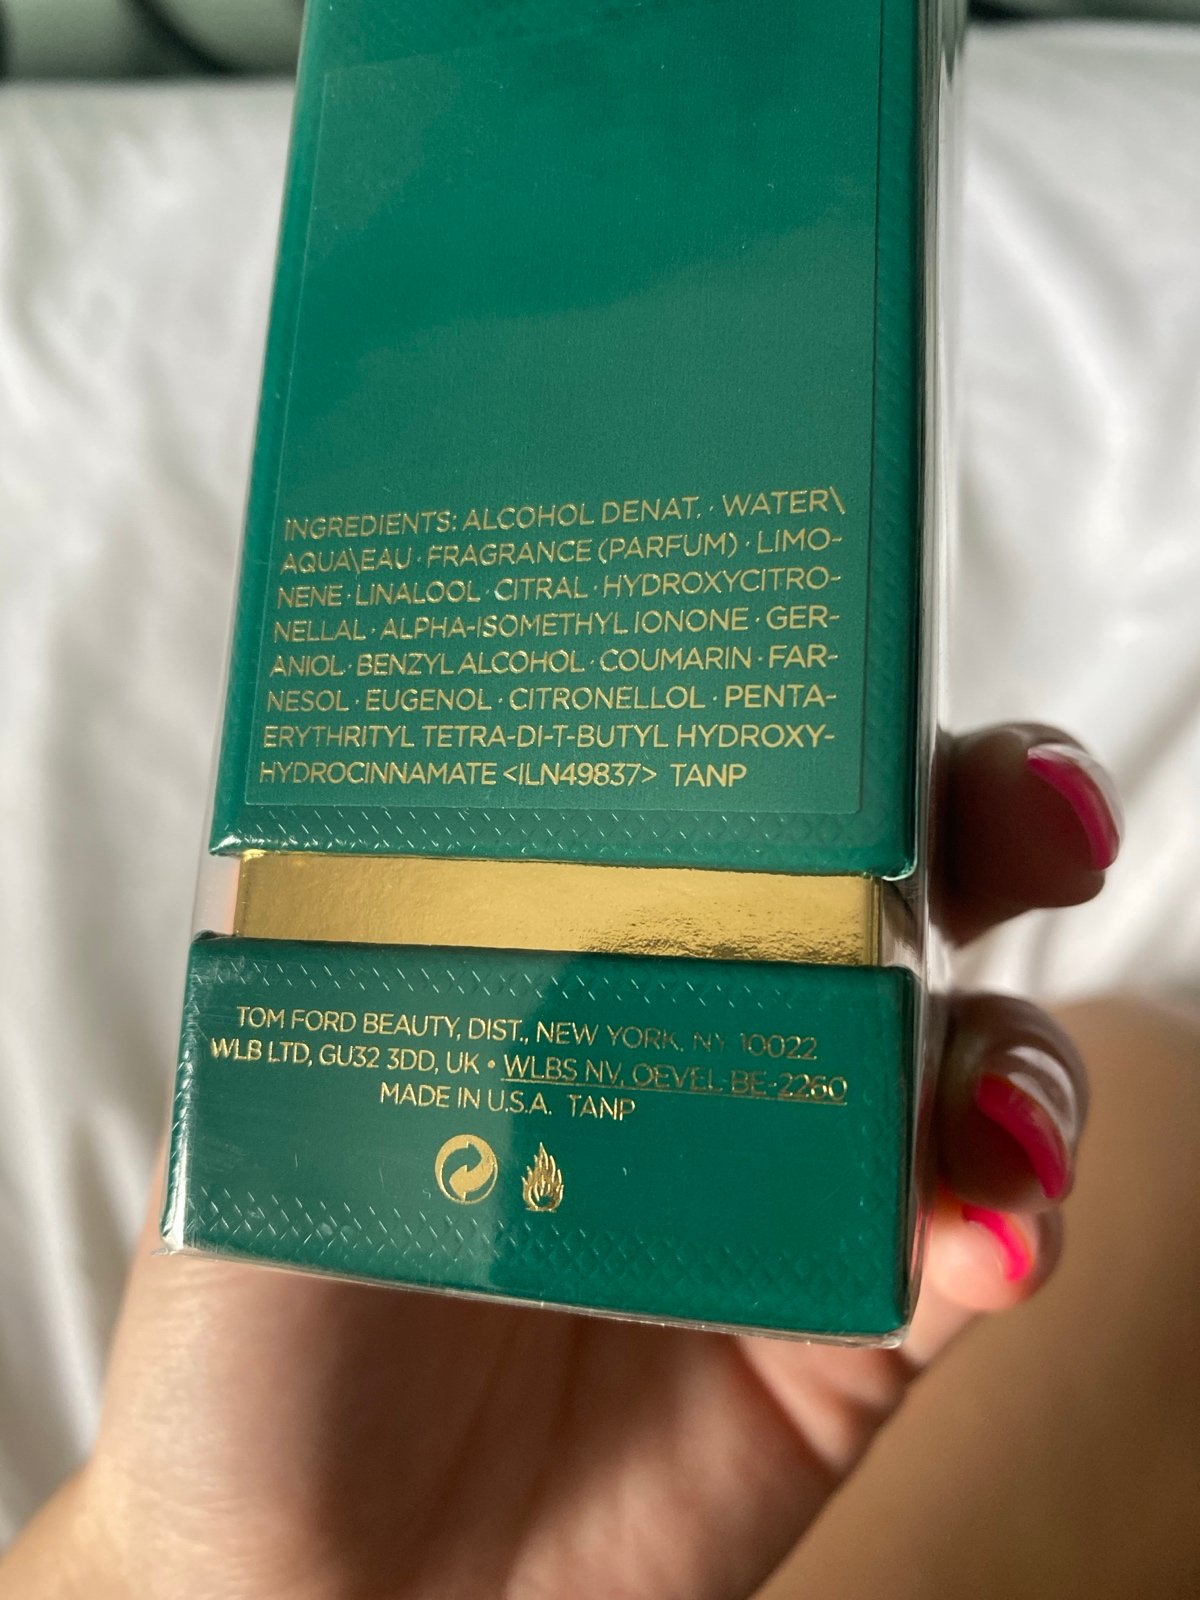 INGREDIENTS: ALCOHOL DENAT. · WATER\
AQUA\EAU · FRAGRANCE (PARFUM) · LIMO-
NENE · LINALOOL · CITRAL · HYDROXYCITRO-
NELLAL · ALPHA-ISOMETHYL IONONE · GER-
ANIOL · BENZYL ALCOHOL · COUMARIN · FAR-
NESOL · EUGENOL · CITRONELLOL · PENTA-
ERYTHRITYL TETRA-DI-T-BUTYL HYDROXY-
HYDROCINNAMATE <ILN49837> TANP
TOM FORD BEAUTY, DIST., NEW YORK, NY 10022
WLB LTD, GU32 3DD, UK • WLBS NV, OEVEL BE-2260
MADE IN U.S.A. TANP